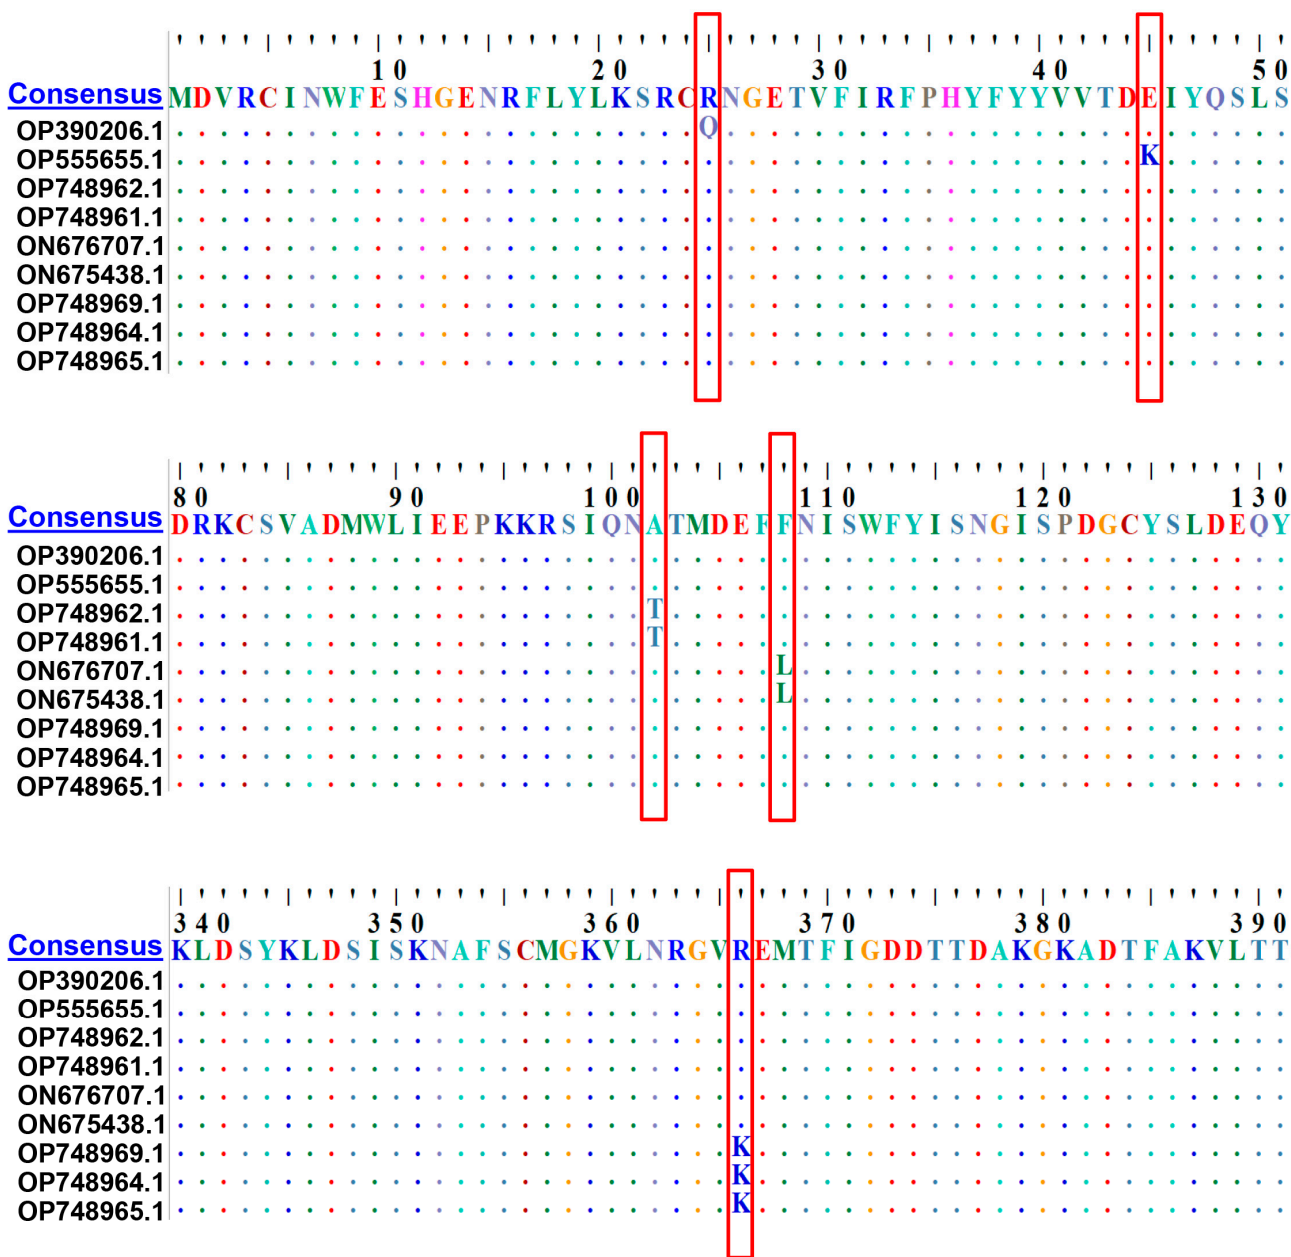 10 20 30 40 50
Consensus MDVRCINWFESHGENRFLYLKSRCRNGETVFIRFPHYFYYVVTDEIYQSLS
OP390206.1 ........................Q..........................
OP555655.1 ............................................K......
OP748962.1 ...................................................
OP748961.1 ...................................................
ON676707.1 ...................................................
ON675438.1 ...................................................
OP748969.1 ...................................................
OP748964.1 ...................................................
OP748965.1 ...................................................
80 90 100 110 120 130
Consensus DRKCSVADMWLIEEPKKRSIQNATMDEFFNISWFYISNGISPDGCYSLDEQY
OP390206.1 ....................................................
OP555655.1 ....................................................
OP748962.1 ......................T.............................
OP748961.1 ......................T.............................
ON676707.1 ............................L.......................
ON675438.1 ............................L.......................
OP748969.1 ....................................................
OP748964.1 ....................................................
OP748965.1 ....................................................
340 350 360 370 380 390
Consensus KLDSYKLDSISKNAFSCMGKVLNRGVREMTFIGDDTTDAKGKADTFAKVLTT
OP390206.1 ....................................................
OP555655.1 ....................................................
OP748962.1 ....................................................
OP748961.1 ....................................................
ON676707.1 ....................................................
ON675438.1 ....................................................
OP748969.1 ..........................K.........................
OP748964.1 ..........................K.........................
OP748965.1 ..........................K.........................